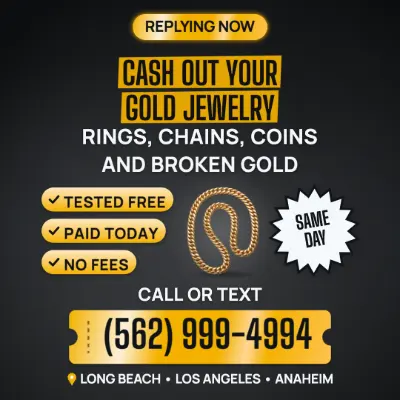 REPLYING NOW
CASH OUT YOUR
GOLD JEWELRY
RINGS, CHAINS, COINS
AND BROKEN GOLD
✓ TESTED FREE
✓ PAID TODAY
✓ NO FEES
SAME
DAY
CALL OR TEXT
(562) 999-4994
LONG BEACH • LOS ANGELES • ANAHEIM